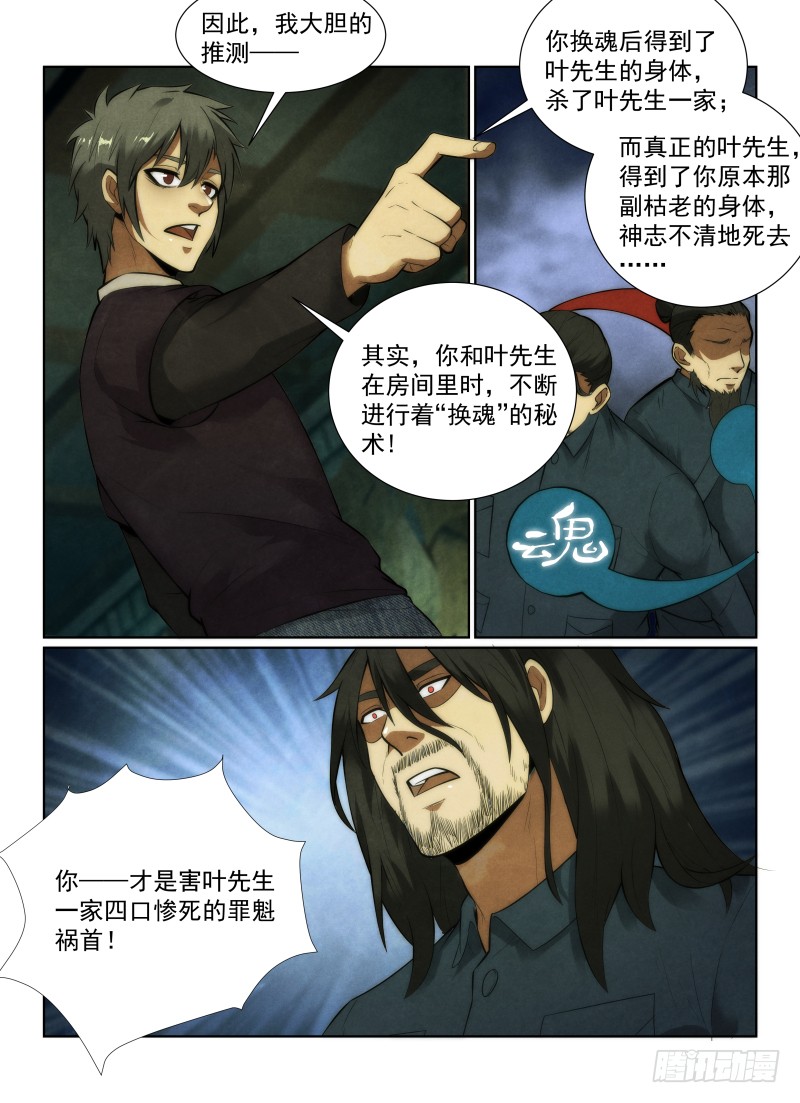 因此，我大胆的
推测——
其实，你和叶先生
在房间里时，不断
进行着“换魂”的秘
术！
你换魂后得到了
叶先生的身体，
杀了叶先生一家；
而真正的叶先生，
得到了你原本那
副枯老的身体，
神志不清地死去
……
魂
你——才是害叶先生
一家四口惨死的罪魁
祸首！
腾讯动漫